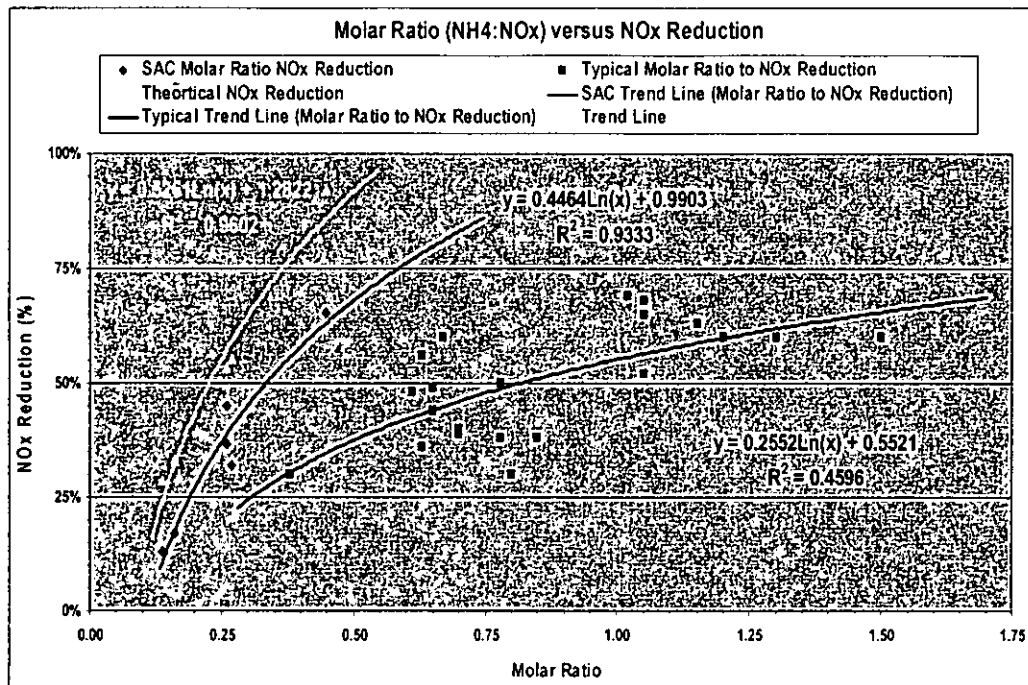 Molar Ratio (NH4:NOx) versus NOx Reduction
SAC Molar Ratio NOx Reduction
Typical Molar Ratio to NOx Reduction
Theortical NOx Reduction
SAC Trend Line (Molar Ratio to NOx Reduction)
Typical Trend Line (Molar Ratio to NOx Reduction)
Trend Line
100%
75%
50%
25%
0%
NOx Reduction (%)
y = 0.4464Ln(x) + 0.9903
R² = 0.9333
y = 0.2552Ln(x) + 0.5521
R² = 0.4596
0.00
0.25
0.50
0.75
1.00
1.25
1.50
1.75
Molar Ratio